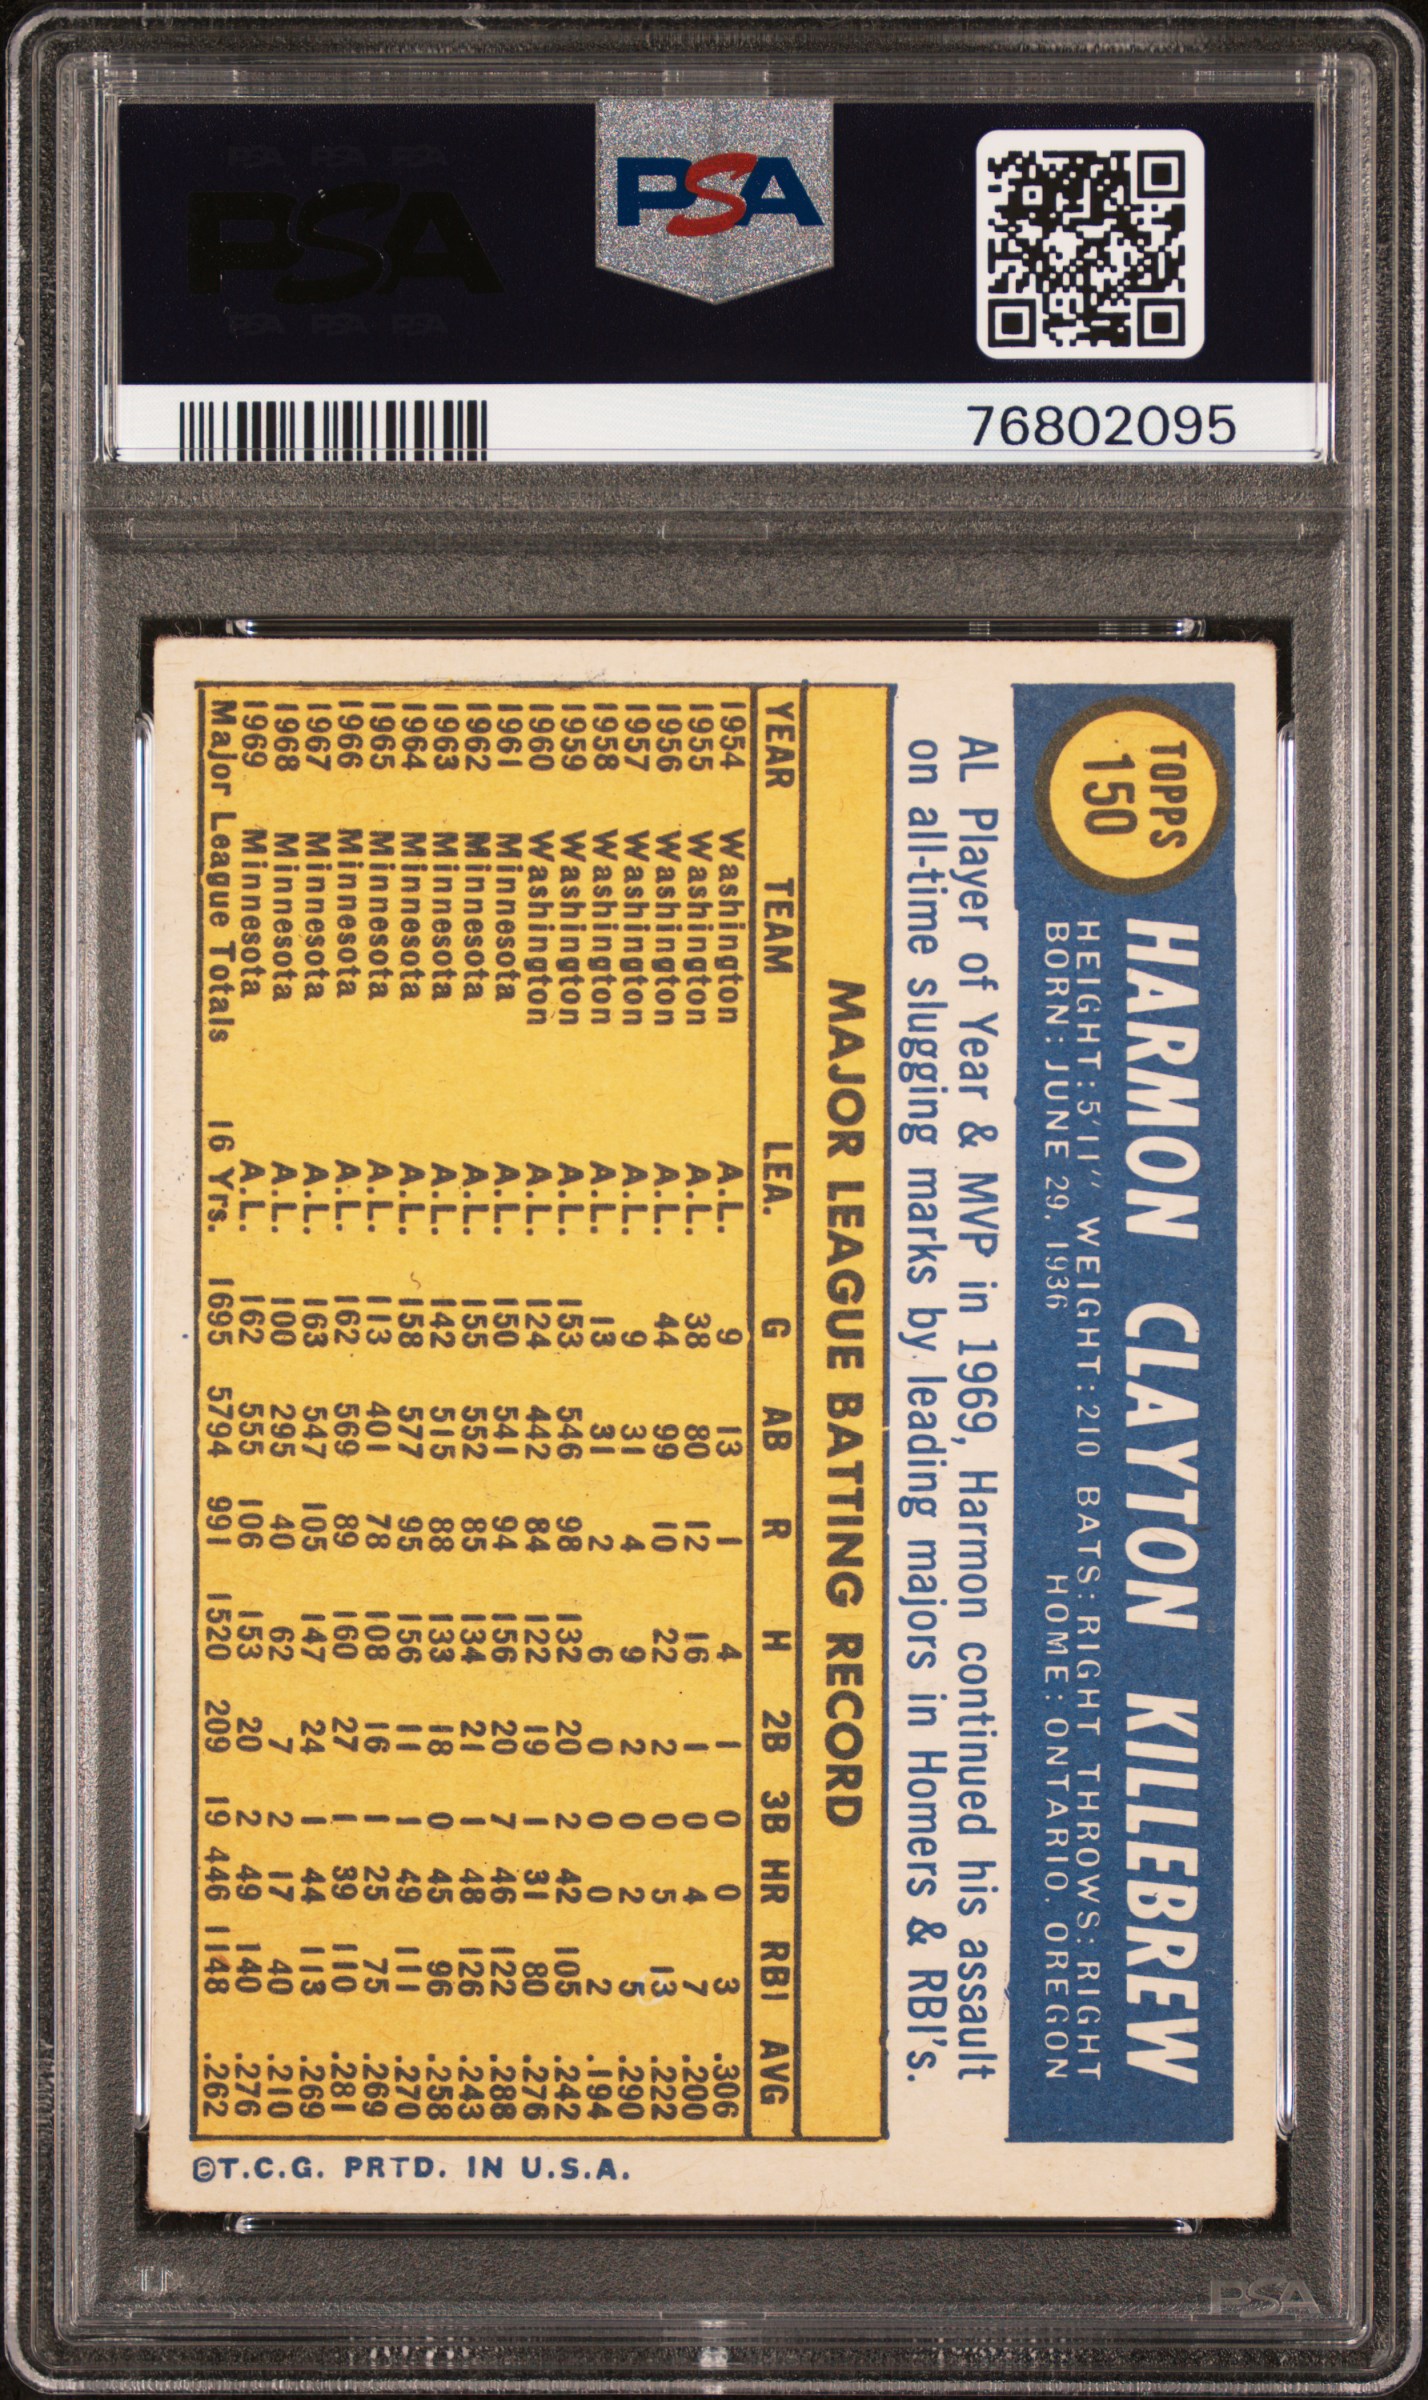 PSA PSA PSA
PSA
PSA PSA PSA
PSA
76802095
TOPPS
150
HARMON CLAYTON KILLEBREW
HEIGHT: 5'11" WEIGHT: 210 BATS: RIGHT THROWS: RIGHT
BORN: JUNE 29, 1936 HOME: ONTARIO, OREGON
AL Player of Year & MVP in 1969, Harmon continued his assault
on all-time slugging marks by leading majors in Homers & RBI's.
MAJOR LEAGUE BATTING RECORD
YEAR TEAM LEA. G AB R H 2B 3B HR RBI AVG
1954 Washington A.L. 9 13 1 4 1 0 0 3 .306
1955 Washington A.L. 38 80 12 16 1 0 4 7 .200
1956 Washington A.L. 44 99 10 22 2 0 5 13 .222
1957 Washington A.L. 9 31 4 9 2 0 2 5 .290
1958 Washington A.L. 13 31 2 6 0 0 0 2 .194
1959 Washington A.L. 153 546 98 132 20 2 42 105 .242
1960 Washington A.L. 124 442 84 122 19 1 31 80 .276
1961 Minnesota A.L. 150 541 94 156 20 7 46 122 .288
1962 Minnesota A.L. 155 552 85 134 21 1 48 126 .243
1963 Minnesota A.L. 142 515 88 133 18 0 45 96 .258
1964 Minnesota A.L. 158 577 95 156 11 1 49 111 .270
1965 Minnesota A.L. 113 401 78 108 16 1 25 75 .269
1966 Minnesota A.L. 162 569 89 160 27 1 39 110 .281
1967 Minnesota A.L. 163 547 105 147 24 1 44 113 .269
1968 Minnesota A.L. 100 295 40 62 7 2 17 40 .210
1969 Minnesota A.L. 162 555 106 153 20 2 49 140 .276
Major League Totals 16 Yrs. 1695 5794 991 1520 209 19 446 1148 .262
©T.C.G. PRTD. IN U.S.A.
PSA